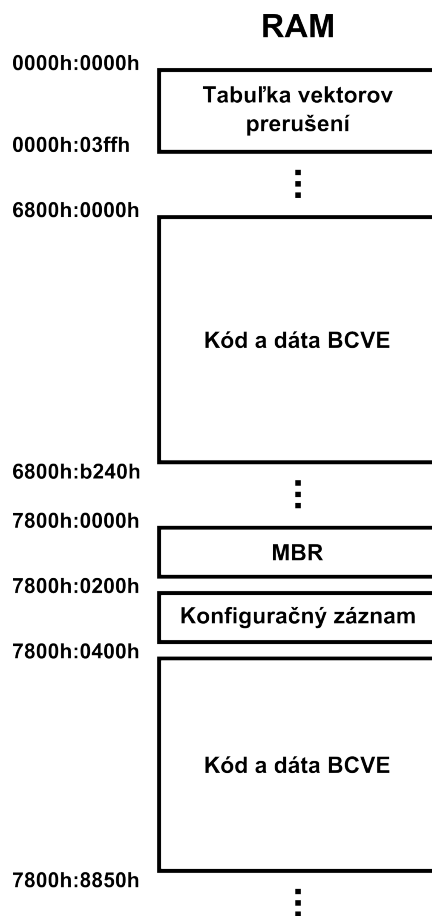 RAM
0000h:0000h
Tabuľka vektorov
prerušení
0000h:03ffh
6800h:0000h
Kód a dáta BCVE
6800h:b240h
7800h:0000h
MBR
7800h:0200h
Konfiguračný záznam
7800h:0400h
Kód a dáta BCVE
7800h:8850h